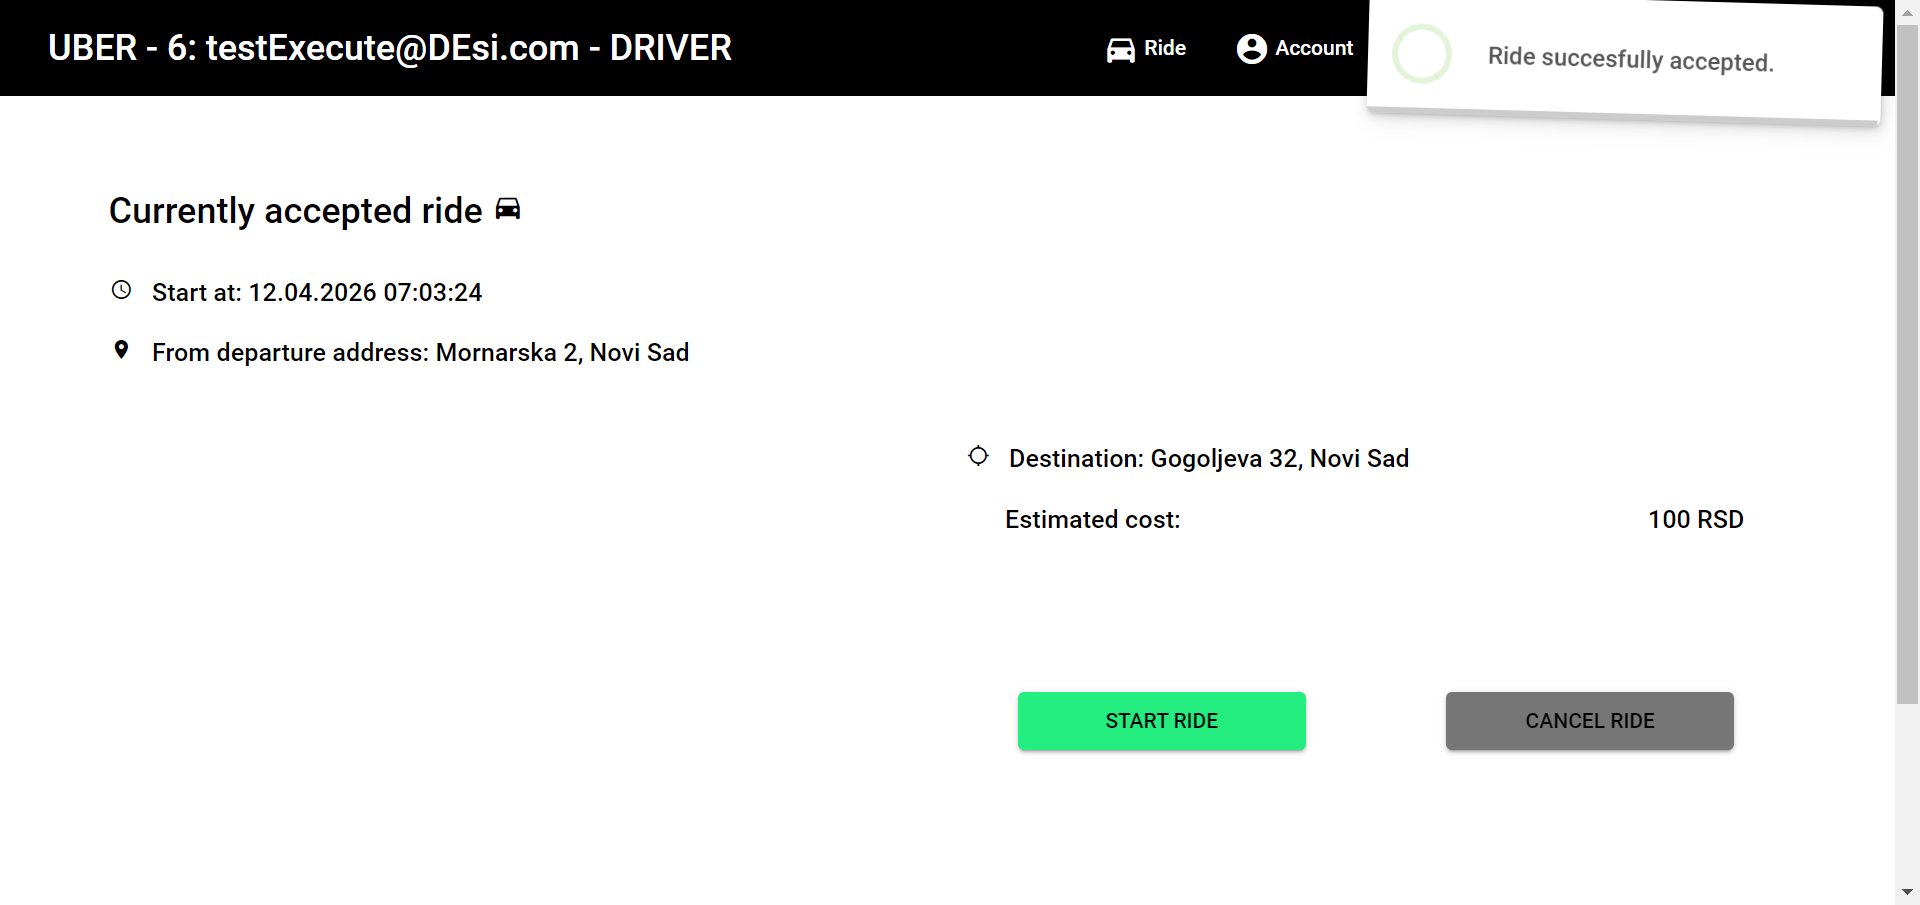 UBER - 6: testExecute@DEsi.com - DRIVER
Ride
Account
Ride succesfully accepted.
Currently accepted ride
Start at: 12.04.2026 07:03:24
From departure address: Mornarska 2, Novi Sad
Destination: Gogoljeva 32, Novi Sad
Estimated cost: 100 RSD
START RIDE
CANCEL RIDE